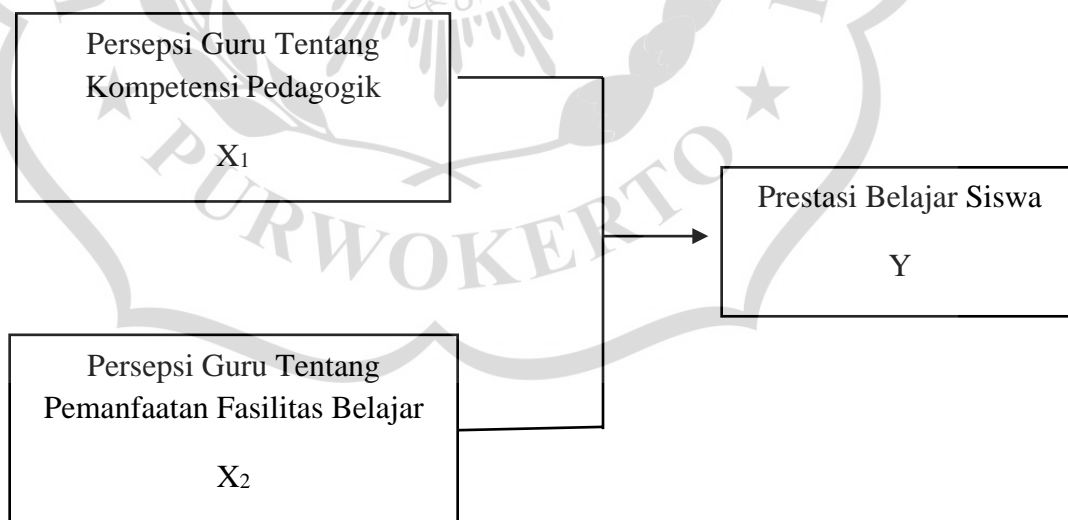 Persepsi Guru Tentang
Kompetensi Pedagogik
X1
PURWOKERTO
Prestasi Belajar Siswa
Y
Persepsi Guru Tentang
Pemanfaatan Fasilitas Belajar
X2